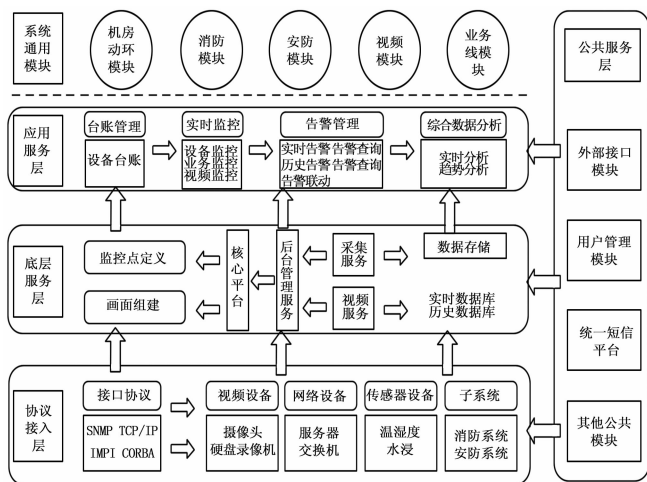 系统
通用
模块
机房
动环
模块
消防
模块
安防
模块
视频
模块
业务
线模
块
公共服务
层
应用
服务
层
台账管理
设备台账
实时监控
设备监控
业务监控
视频监控
告警管理
实时告警告警查询
历史告警告警查询
告警联动
综合数据分析
实时分析
趋势分析
外部接口
模块
底层
服务
层
监控点定义
画面组建
核心平台
后台管理服务
采集
服务
视频
服务
数据存储
实时数据库
历史数据库
用户管理
模块
统一短信
平台
协议
接入
层
接口协议
SNMP TCP/IP
IMPI CORBA
视频设备
摄像头
硬盘录像机
网络设备
服务器
交换机
传感器设备
温湿度
水浸
子系统
消防系统
安防系统
其他公共
模块